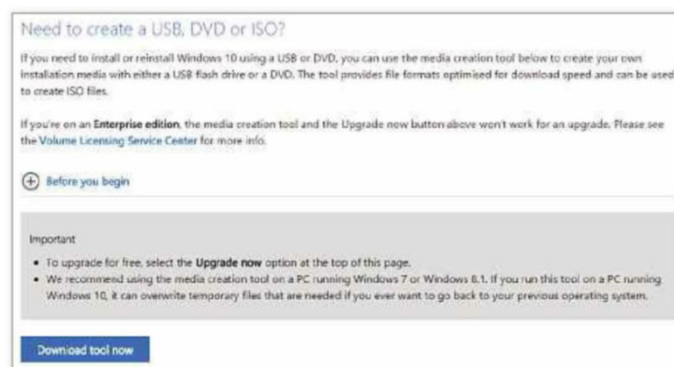 Need to create a USB, DVD or ISO?
If you need to install or reinstall Windows 10 using a USB or DVD, you can use the media creation tool below to create your own
installation media with either a USB flash drive or a DVD. The tool provides file formats optimised for download speed and can be used
to create ISO files.
If you're on an Enterprise edition, the media creation tool and the Upgrade now button above won't work for an upgrade. Please see
the Volume Licensing Service Center for more info.
Before you begin
Important
• To upgrade for free, select the Upgrade now option at the top of this page.
• We recommend using the media creation tool on a PC running Windows 7 or Windows 8.1. If you run this tool on a PC running
Windows 10, it can overwrite temporary files that are needed if you ever want to go back to your previous operating system.
Download tool now